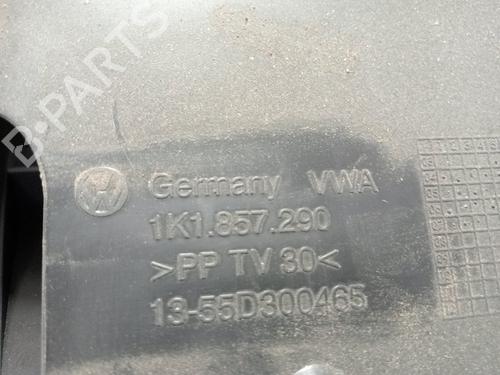 B-PARTS
Germany VWA
1K1.857.290
>PP TV 30<
13-55D300465